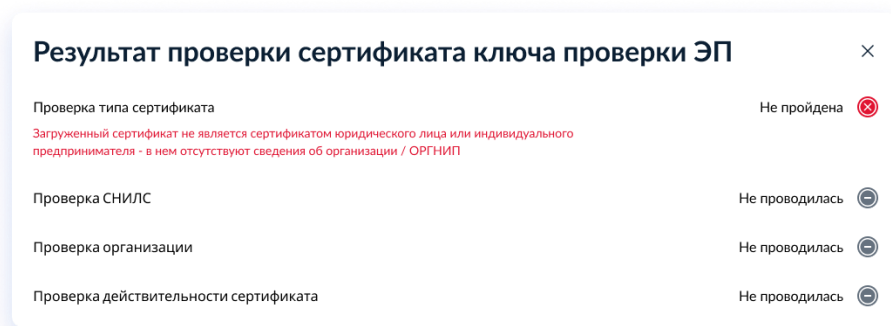 Результат проверки сертификата ключа проверки ЭП
Проверка типа сертификата Не пройдена
Загруженный сертификат не является сертификатом юридического лица или индивидуального
предпринимателя - в нем отсутствуют сведения об организации / ОРГНИП
Проверка СНИЛС Не проводилась
Проверка организации Не проводилась
Проверка действительности сертификата Не проводилась